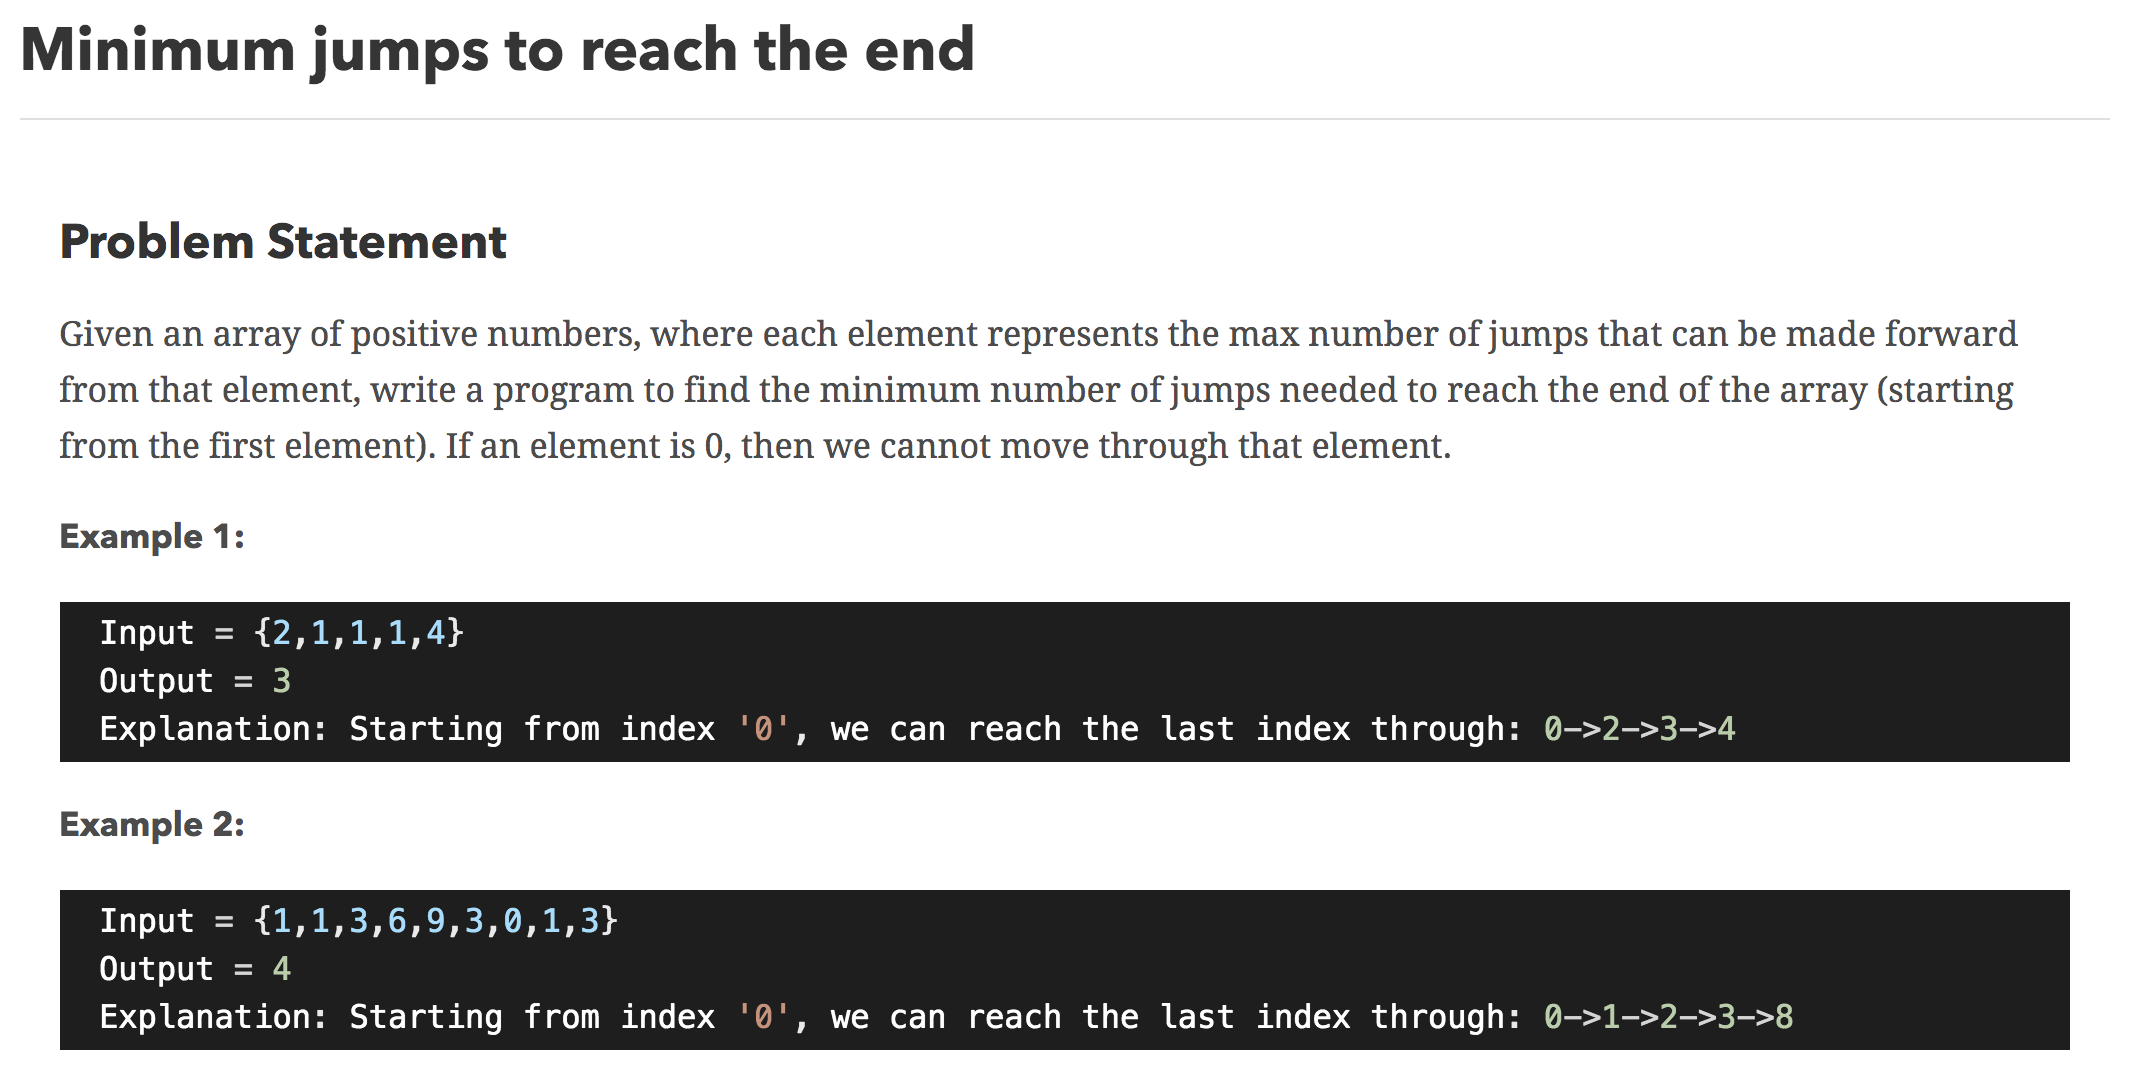 Minimum jumps to reach the end
Problem Statement
Given an array of positive numbers, where each element represents the max number of jumps that can be made forward
from that element, write a program to find the minimum number of jumps needed to reach the end of the array (starting
from the first element). If an element is 0, then we cannot move through that element.
Example 1:
Input = {2,1,1,1,4}
Output = 3
Explanation: Starting from index '0', we can reach the last index through: 0->2->3->4
Example 2:
Input = {1,1,3,6,9,3,0,1,3}
Output = 4
Explanation: Starting from index '0', we can reach the last index through: 0->1->2->3->8